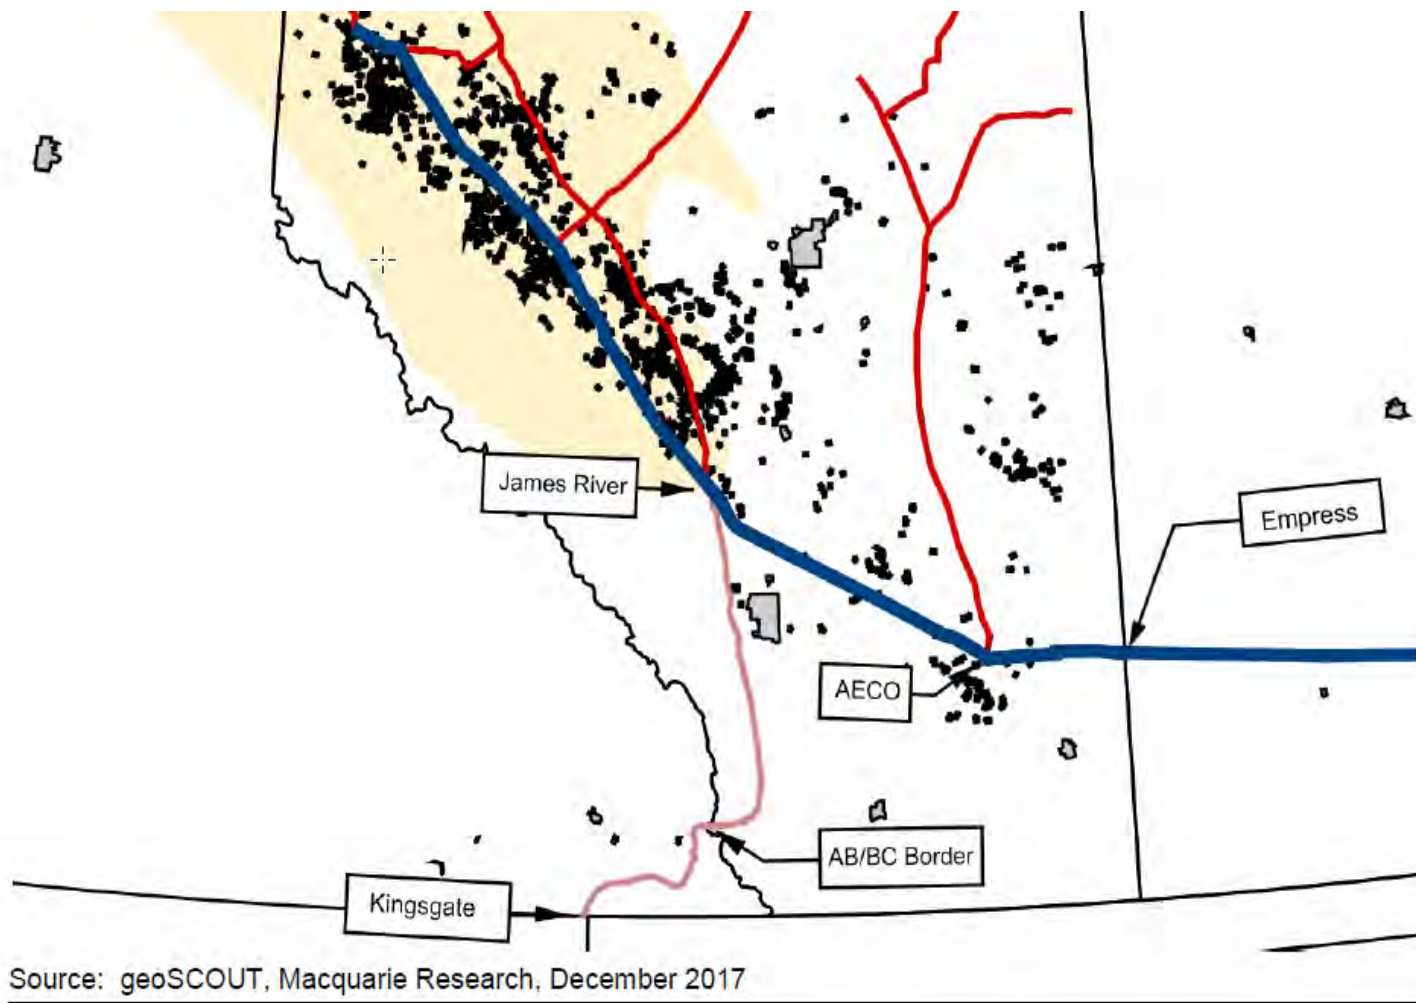 James River
Empress
AECO
AB/BC Border
Kingsgate
Source: geoSCOUT, Macquarie Research, December 2017